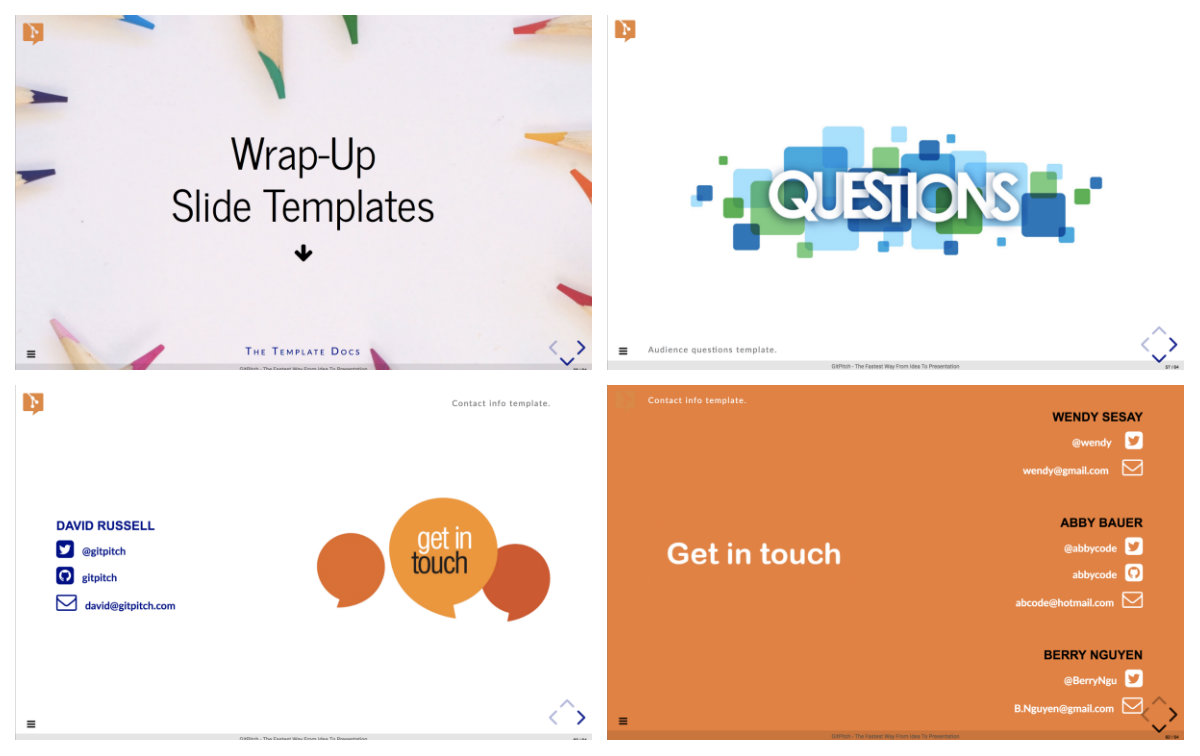 Wrap-Up
Slide Templates
The Template Docs
GitPitch - The Fastest Way From Idea To Presentation
QUESTIONS
Audience questions template.
GitPitch - The Fastest Way From Idea To Presentation
57 / 84
Contact info template.
DAVID RUSSELL
@gitpitch
gitpitch
david@gitpitch.com
get in
touch
GitPitch - The Fastest Way From Idea To Presentation
Contact info template.
Get in touch
WENDY SESAY
@wendy
wendy@gmail.com
ABBY BAUER
@abbycode
abbycode
abcode@hotmail.com
BERRY NGUYEN
@BerryNgu
B.Nguyen@gmail.com
GitPitch - The Fastest Way From Idea To Presentation